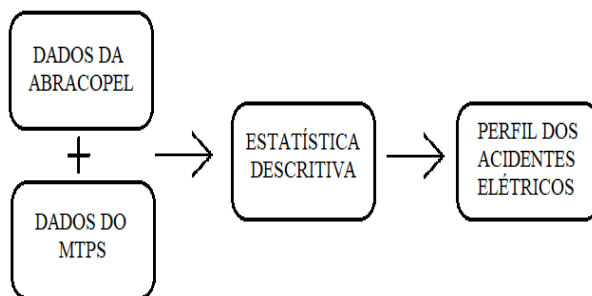 DADOS DA
ABRACOPEL
+
DADOS DO
MTPS
ESTATÍSTICA
DESCRITIVA
PERFIL DOS
ACIDENTES
ELÉTRICOS